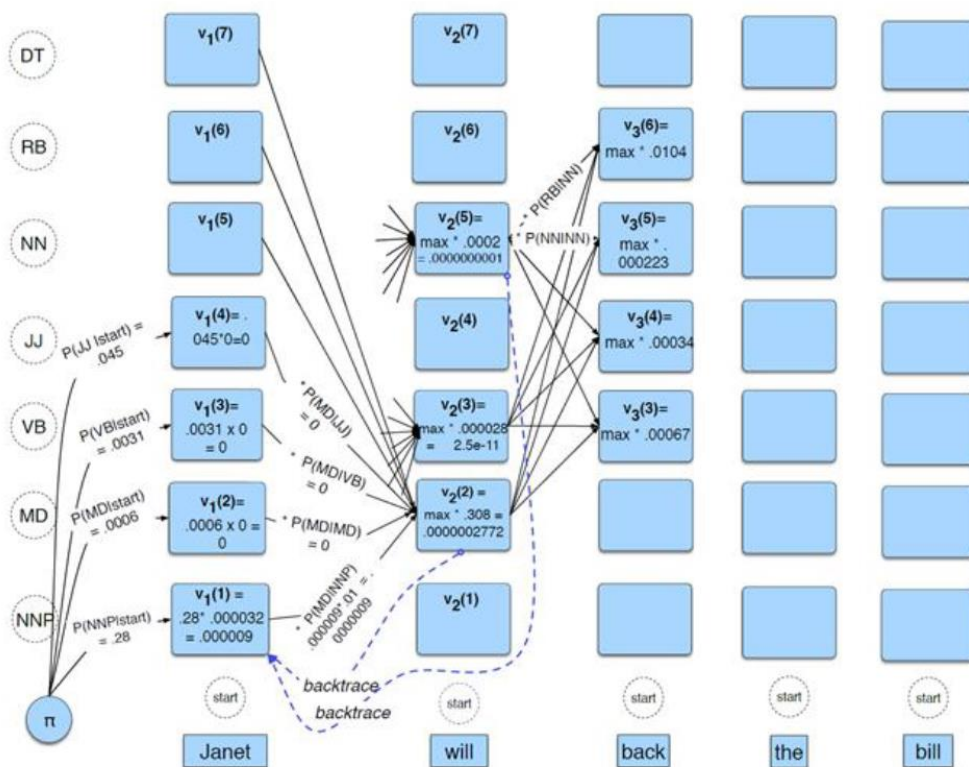 DT
v1(7)
v2(7)
RB
v1(6)
v2(6)
v3(6)=
max * .0104
* P(RB|NN)
NN
v1(5)
v2(5)=
max * .0002
= .0000000001
* P(NN|NN)
v3(5)=
max * .
000223
JJ
P(JJ |start) =
.045
v1(4)= .
045*0=0
v2(4)
v3(4)=
max * .00034
* P(MD|JJ)
= 0
VB
P(VB|start)
= .0031
v1(3)=
.0031 x 0
= 0
* P(MD|VB)
= 0
v2(3)=
max * .000028
= 2.5e-11
v3(3)=
max * .00067
MD
P(MD|start)
= .0006
v1(2)=
.0006 x 0 =
0
* P(MD|MD)
= 0
v2(2) =
max * .308 =
.0000002772
NNP
P(NNP|start)
= .28
v1(1) =
.28* .000032
= .000009
* P(MD|NNP)
.000009*.01 = .
0000009
v2(1)
backtrace
backtrace
π
start
start
start
start
start
Janet
will
back
the
bill